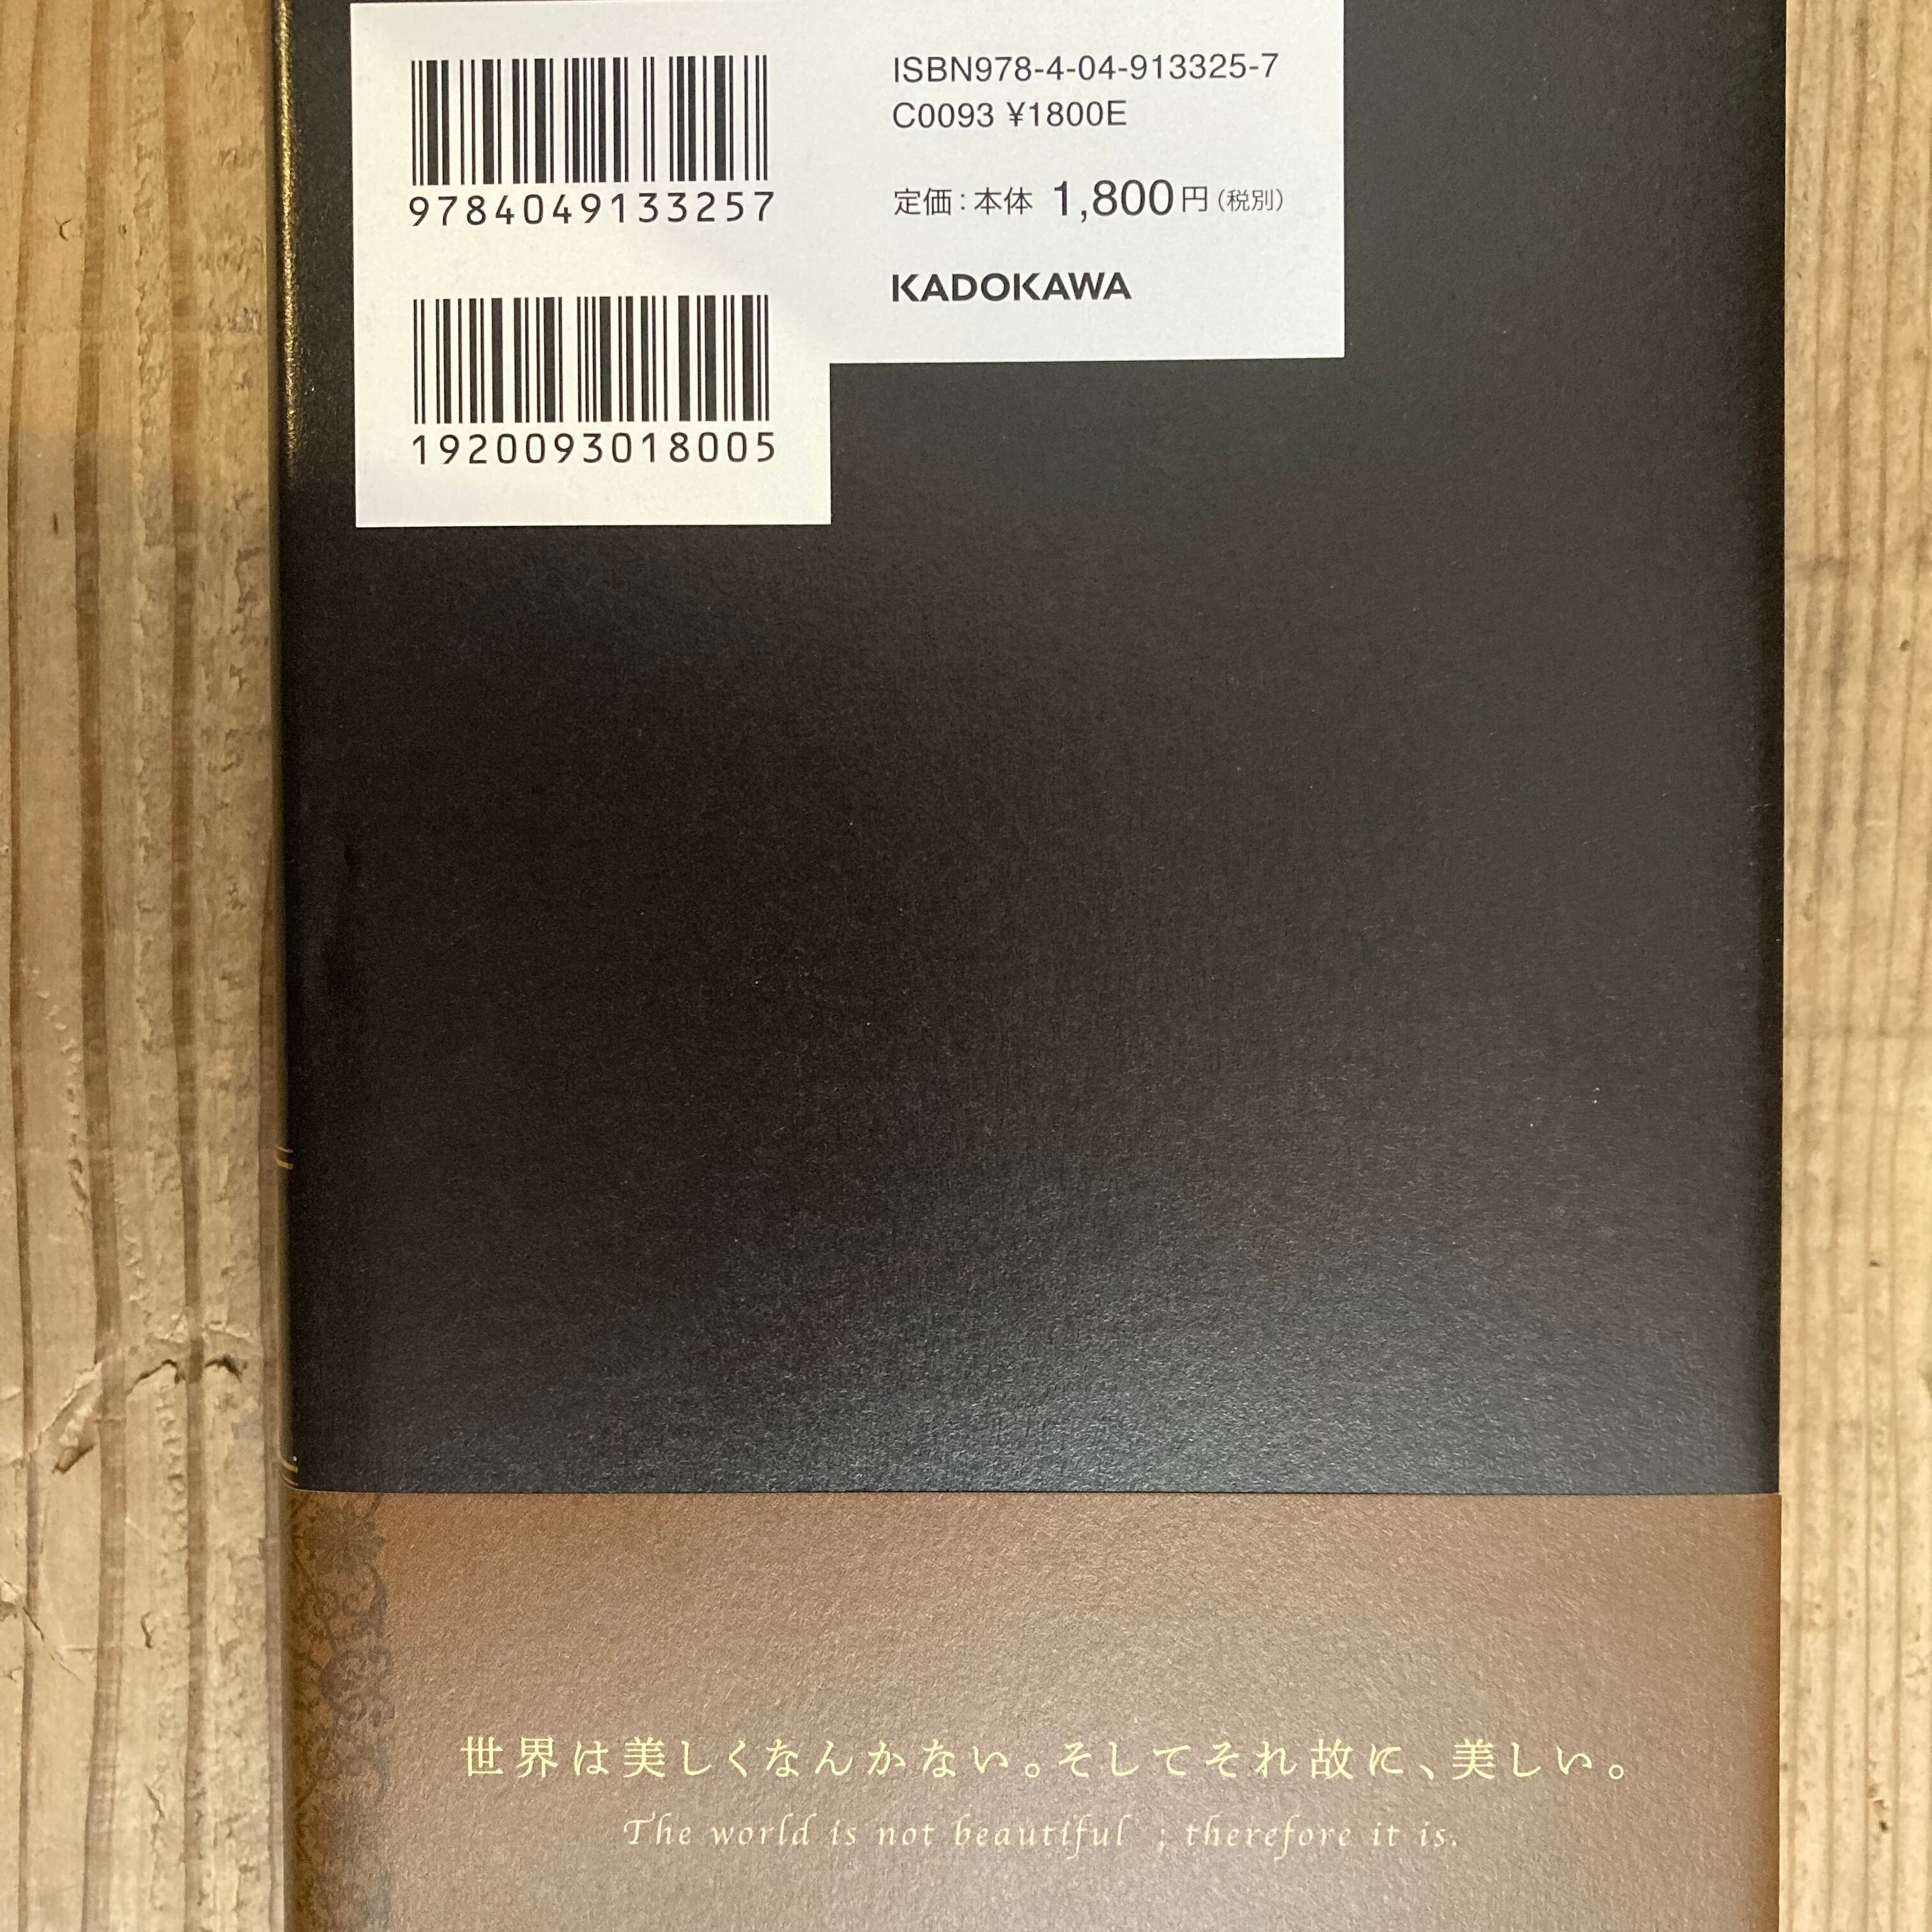 9784049133257
1920093018005
ISBN978-4-04-913325-7
C0093 ¥1800E
定価:本体 1,800円(税別)
KADOKAWA
世界は美しくなんかない。そしてそれ故に、美しい。
The world is not beautiful ; therefore it is.